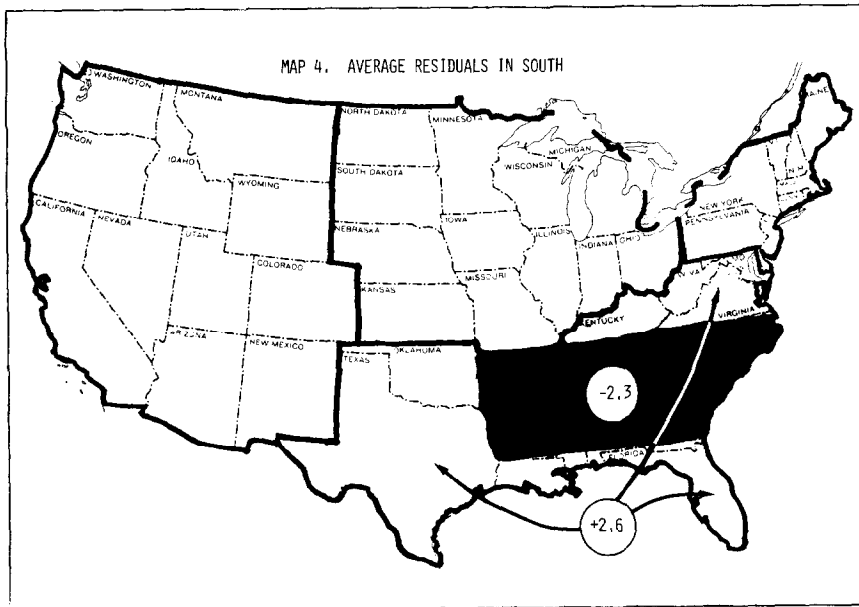 MAP 4. AVERAGE RESIDUALS IN SOUTH
WASHINGTON
MONTANA
NORTH DAKOTA
MINNESOTA
OREGON
IDAHO
MICHIGAN
WISCONSIN
SOUTH DAKOTA
WYOMING
CALIFORNIA
NEVADA
NEW YORK
PENNSYLVANIA
IOWA
NEBRASKA
UTAH
ILLINOIS
INDIANA
OHIO
COLORADO
MISSOURI
KANSAS
VIRGINIA
NEW MEXICO
OKLAHOMA
TEXAS
-2.3
FLORIDA
+2.6